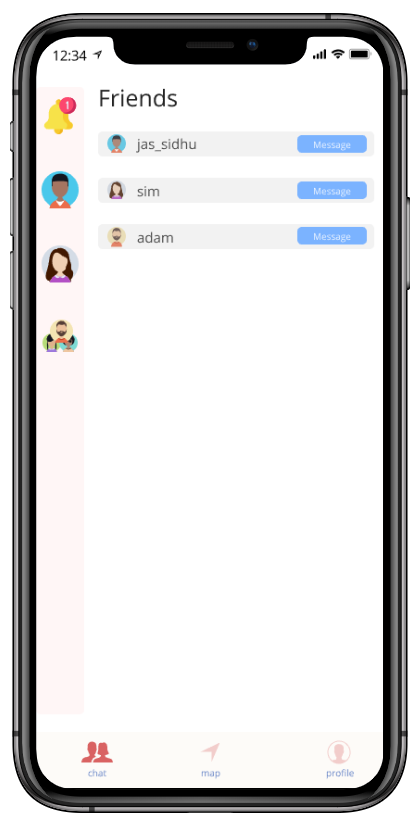 12:34
1
Friends
jas_sidhu Message
sim Message
adam Message
chat map profile